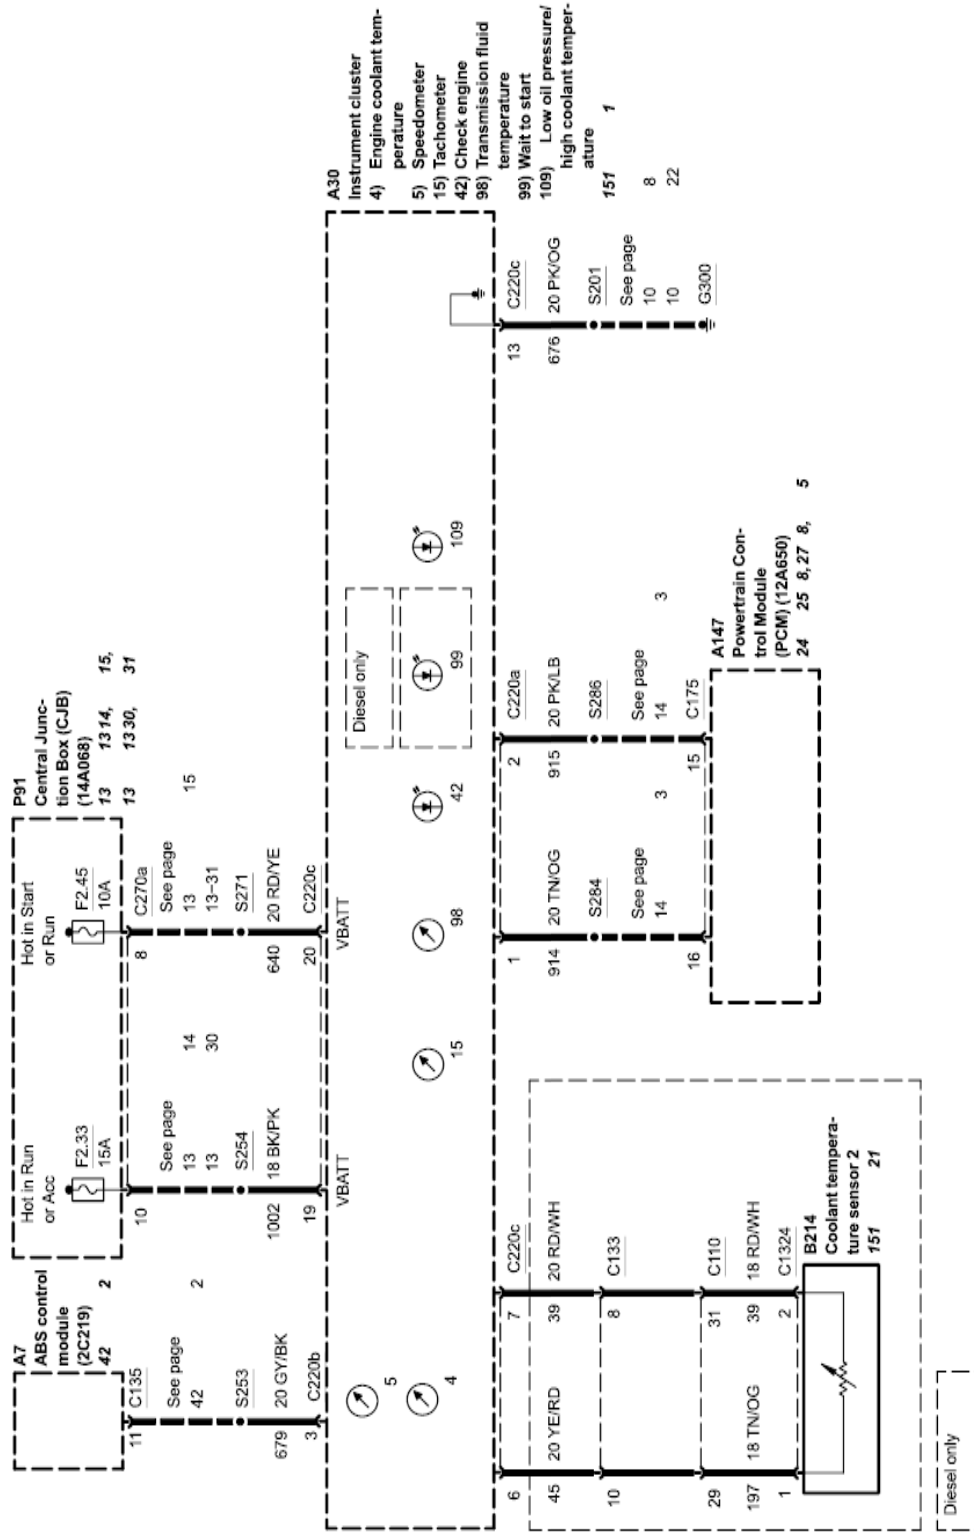 A7
ABS control
module
(2C219)
42 2
11
C135
See page
42 2
S253
679
20 GY/BK
3
C220b
P91
Central Junc-
tion Box (CJB)
(14A068)
13 13 14, 15,
13 13 30, 31
Hot in Run
or Acc
F2.33
15A
10
See page
13 14
13 30
S254
1002
18 BK/PK
19
VBATT
Hot in Start
or Run
F2.45
10A
8
C270a
See page
13 15
13-31
S271
640
20 RD/YE
20
C220c
VBATT
A30
Instrument cluster
4) Engine coolant tem-
perature
5) Speedometer
15) Tachometer
42) Check engine
98) Transmission fluid
temperature
99) Wait to start
109) Low oil pressure/
high coolant temper-
ature
151 1
5
4
15
98
42
Diesel only
99
109
6
45
20 YE/RD
10
29
197
18 TN/OG
1
7
C220c
39
20 RD/WH
8
C133
31
C110
39
18 RD/WH
2
C1324
B214
Coolant tempera-
ture sensor 2
151 21
Diesel only
1
914
20 TN/OG
S284
See page
14 3
16
2
C220a
915
20 PK/LB
S286
See page
14 3
15
C175
A147
Powertrain Con-
trol Module
(PCM) (12A650)
24 25 8, 27 8, 5
13
C220c
676
20 PK/OG
S201
See page
10 8
10 22
G300